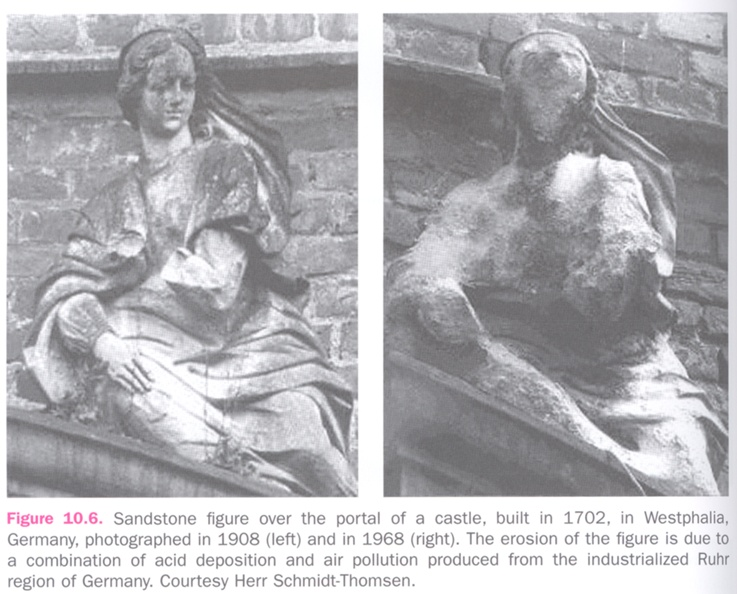 Figure 10.6. Sandstone figure over the portal of a castle, built in 1702, in Westphalia,
Germany, photographed in 1908 (left) and in 1968 (right). The erosion of the figure is due to
a combination of acid deposition and air pollution produced from the industrialized Ruhr
region of Germany. Courtesy Herr Schmidt-Thomsen.